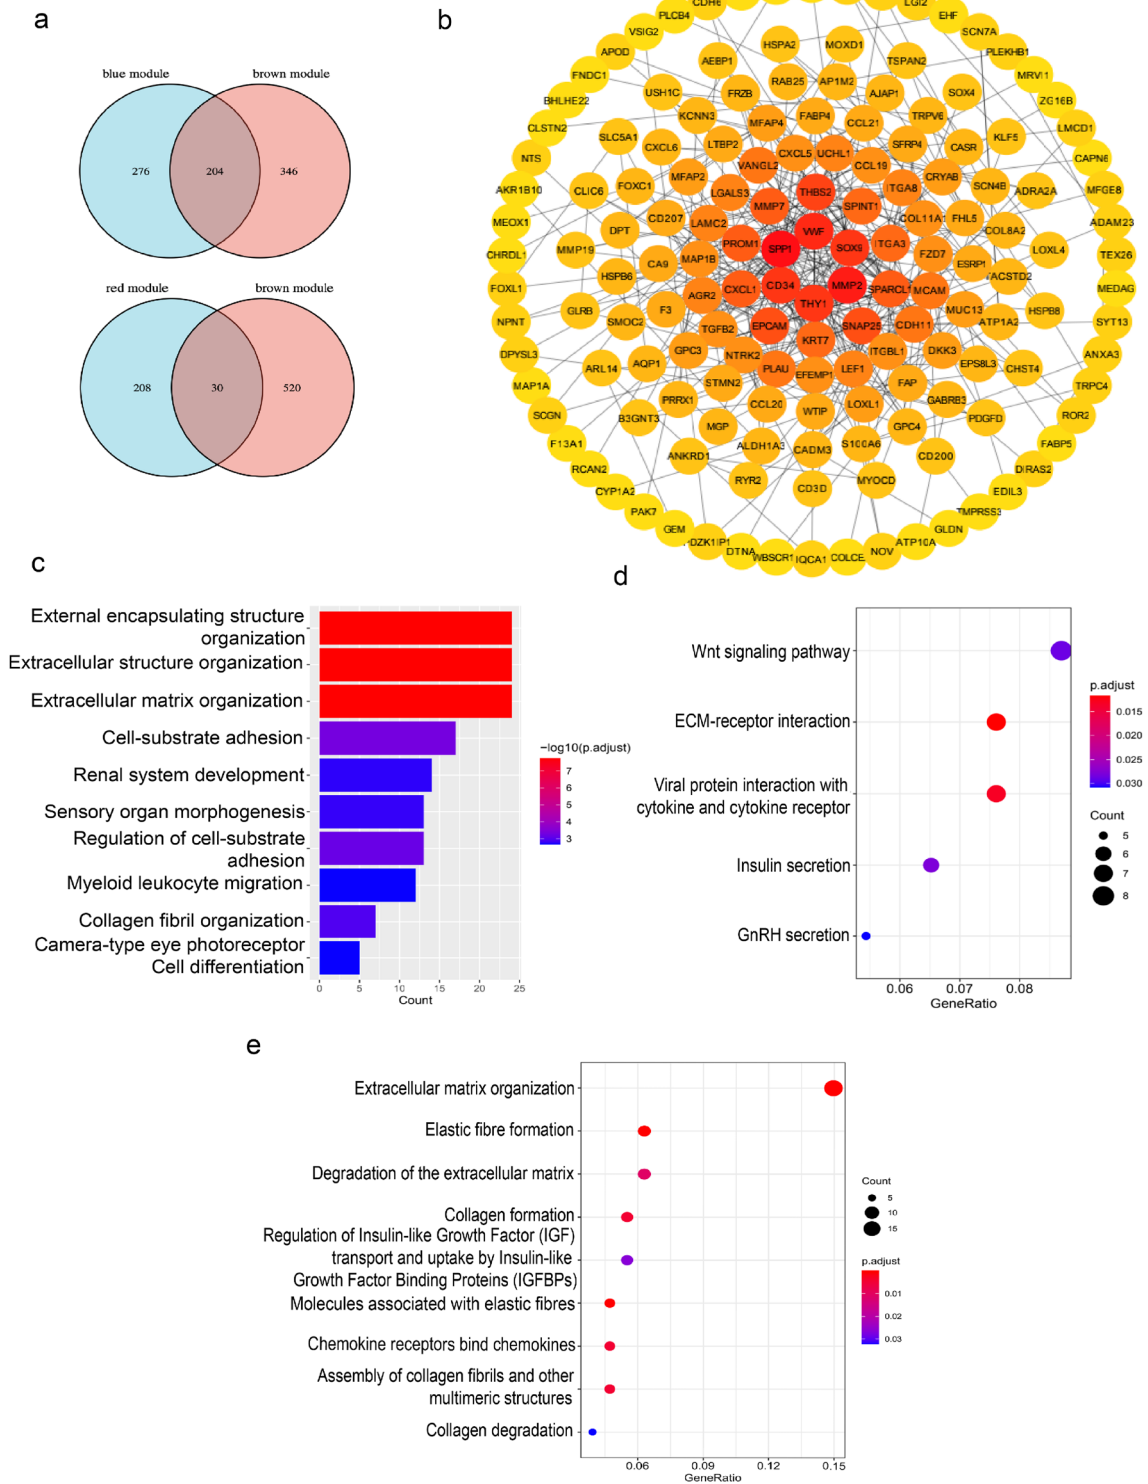 a
blue module
brown module
276
204
346
red module
brown module
208
30
520
b
CDH6
LGI2
PLCB4
EHF
VSIG2
SCN7A
HSPA2
MOXD1
APOD
PLEKHB1
AEBP1
TSPAN2
FNDC1
MRVI1
RAB25
AP1M2
USH1C
FRZB
AJAP1
SOX4
BHLHE22
ZG16B
KCNN3
MFAP4
FABP4
CCL21
TRPV6
CLSTN2
LMCD1
SLC5A1
CXCL6
LTBP2
SFRP4
CASR
KLF5
NTS
VANGL2
CXCL5
UCHL1
CCL19
CAPN6
AKR1B10
CLIC6
FOXC1
MFAP2
LGALS3
THBS2
ITGA8
CRYAB
SCN4B
ADRA2A
MFGE8
MEOX1
DPT
CD207
LAMC2
MMP7
SPINT1
COL11A1
FHL5
COL8A2
ADAM23
CHRDL1
MMP19
CA9
MAP1B
PROM1
SPP1
VWF
SOX9
ITGA3
FZD7
ESRP1
LOXL4
TEX26
FOXL1
HSPB6
AGR2
CXCL1
CD34
MMP2
SPARCL1
MCAM
TACSTD2
MEDAG
NPNT
GLRB
SMOC2
F3
TGFB2
EPCAM
THY1
SNAP25
CDH11
MUC13
ATP1A2
HSPB8
SYT13
DPYSL3
ARL14
AQP1
GPC3
NTRK2
KRT7
ITGBL1
DKK3
EPS8L3
CHST4
ANXA3
MAP1A
STMN2
PLAU
EFEMP1
LEF1
FAP
TRPC4
SCGN
B3GNT3
PRRX1
CCL20
WTIP
LOXL1
GABRB3
PDGFD
ROR2
F13A1
MGP
ALDH1A3
CADM3
S100A6
GPC4
FABP5
RCAN2
ANKRD1
RYR2
CD3D
MYOCD
CD200
DIRAS2
CYP1A2
EDIL3
PAK7
TMPRSS3
GEM
GLDN
PDZK1IP1
DTNA
WBSCR1
IQCA1
COLCE
NOV
ATP10A
c
External encapsulating structure
organization
Extracellular structure organization
Extracellular matrix organization
Cell-substrate adhesion
Renal system development
Sensory organ morphogenesis
Regulation of cell-substrate
adhesion
Myeloid leukocyte migration
Collagen fibril organization
Camera-type eye photoreceptor
Cell differentiation
0 5 10 15 20 25
Count
−log10(p.adjust)
7
6
5
4
3
d
Wnt signaling pathway
ECM-receptor interaction
Viral protein interaction with
cytokine and cytokine receptor
Insulin secretion
GnRH secretion
0.06 0.07 0.08
GeneRatio
p.adjust
0.015
0.020
0.025
0.030
Count
5
6
7
8
e
Extracellular matrix organization
Elastic fibre formation
Degradation of the extracellular matrix
Collagen formation
Regulation of Insulin-like Growth Factor (IGF)
transport and uptake by Insulin-like
Growth Factor Binding Proteins (IGFBPs)
Molecules associated with elastic fibres
Chemokine receptors bind chemokines
Assembly of collagen fibrils and other
multimeric structures
Collagen degradation
0.06 0.09 0.12 0.15
GeneRatio
Count
5
10
15
p.adjust
0.01
0.02
0.03